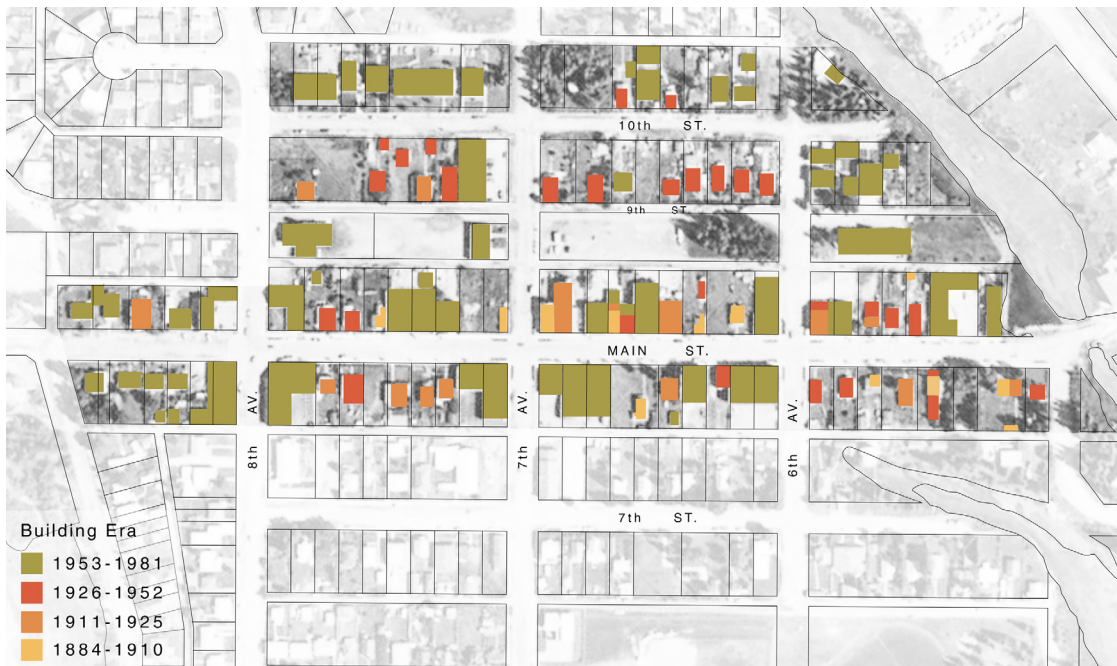 10th ST.
9th ST.
MAIN ST.
8th AV.
7th AV.
6th AV.
7th ST.
Building Era
1953-1981
1926-1952
1911-1925
1884-1910